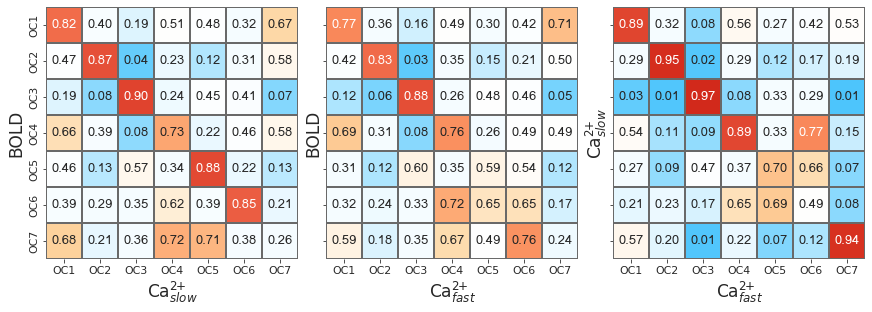 BOLD
OC1 0.82 0.40 0.19 0.51 0.48 0.32 0.67
OC2 0.47 0.87 0.04 0.23 0.12 0.31 0.58
OC3 0.19 0.08 0.90 0.24 0.45 0.41 0.07
OC4 0.66 0.39 0.08 0.73 0.22 0.46 0.58
OC5 0.46 0.13 0.57 0.34 0.88 0.22 0.13
OC6 0.39 0.29 0.35 0.62 0.39 0.85 0.21
OC7 0.68 0.21 0.36 0.72 0.71 0.38 0.26
OC1 OC2 OC3 OC4 OC5 OC6 OC7
Ca²⁺slow
BOLD
0.77 0.36 0.16 0.49 0.30 0.42 0.71
0.42 0.83 0.03 0.35 0.15 0.21 0.50
0.12 0.06 0.88 0.26 0.38 0.46 0.05
0.69 0.31 0.08 0.76 0.26 0.49 0.49
0.31 0.12 0.60 0.35 0.59 0.54 0.12
0.32 0.24 0.33 0.72 0.65 0.65 0.17
0.59 0.18 0.35 0.67 0.49 0.76 0.24
OC1 OC2 OC3 OC4 OC5 OC6 OC7
Ca²⁺fast
Ca²⁺slow
0.89 0.32 0.08 0.56 0.27 0.42 0.53
0.29 0.95 0.02 0.29 0.12 0.17 0.19
0.03 0.01 0.97 0.08 0.33 0.29 0.01
0.54 0.11 0.09 0.89 0.33 0.77 0.15
0.27 0.09 0.47 0.37 0.70 0.66 0.07
0.21 0.23 0.17 0.65 0.69 0.49 0.08
0.57 0.20 0.01 0.22 0.07 0.12 0.94
OC1 OC2 OC3 OC4 OC5 OC6 OC7
Ca²⁺fast